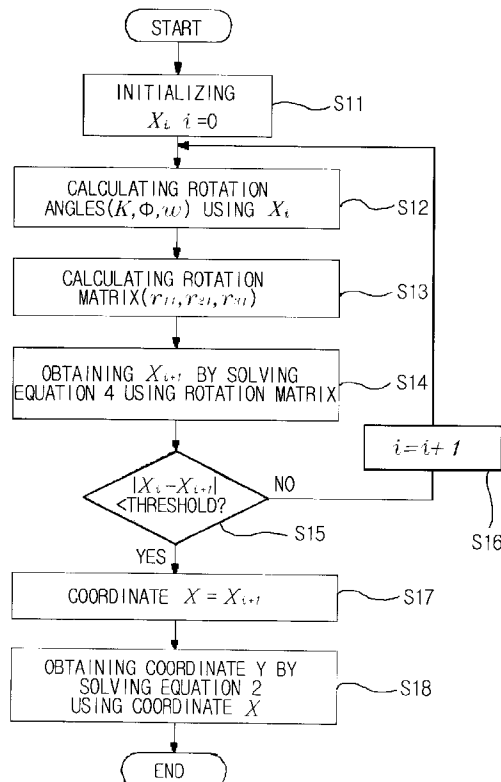 START
INITIALIZING
X_i i=0
S11
CALCULATING ROTATION
ANGLES(K,Φ,w) USING X_i
S12
CALCULATING ROTATION
MATRIX(r_11,r_21,r_31)
S13
OBTAINING X_i+1 BY SOLVING
EQUATION 4 USING ROTATION MATRIX
S14
i=i+1
S16
|X_i-X_i+1|
<THRESHOLD?
NO
S15
YES
COORDINATE X=X_i+1
S17
OBTAINING COORDINATE Y BY
SOLVING EQUATION 2
USING COORDINATE X
S18
END